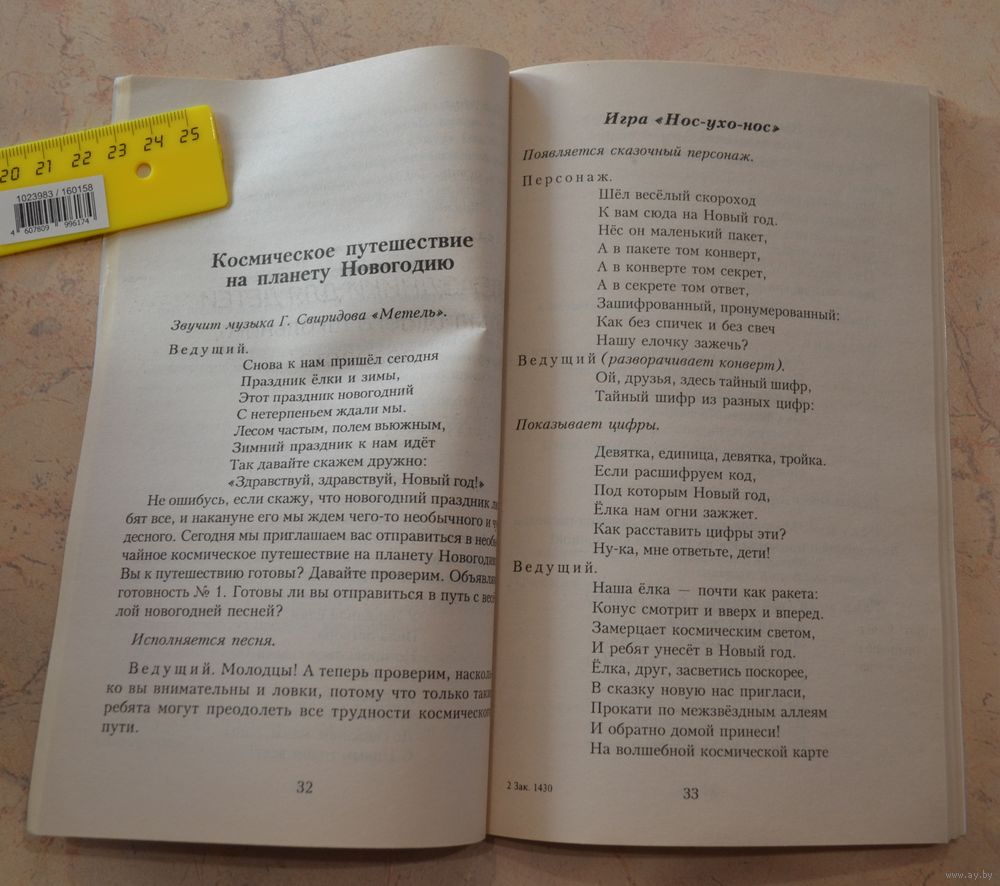 20 21 22 23 24 25
1023983 / 160158
4 607809 995174
Космическое путешествие
на планету Новогодию
Звучит музыка Г. Свиридова «Метель».
Ведущий.
Снова к нам пришёл сегодня
Праздник ёлки и зимы,
Этот праздник новогодний
С нетерпеньем ждали мы.
Лесом частым, полем вьюжным,
Зимний праздник к нам идёт
Так давайте скажем дружно:
«Здравствуй, здравствуй, Новый год!»
Не ошибусь, если скажу, что новогодний праздник
бят все, и накануне его мы ждем чего-то необычного и
десного. Сегодня мы приглашаем вас отправиться в необы
чайное космическое путешествие на планету Новогодию
Вы к путешествию готовы? Давайте проверим. Объявля
готовность № 1. Готовы ли вы отправиться в путь с весё
лой новогодней песней?
Исполняется песня.
Ведущий. Молодцы! А теперь проверим, насколь-
ко вы внимательны и ловки, потому что только такие
ребята могут преодолеть все трудности космического
пути.
32
Игра «Нос-ухо-нос»
Появляется сказочный персонаж.
Персонаж.
Шёл весёлый скороход
К вам сюда на Новый год.
Нёс он маленький пакет,
А в пакете том конверт,
А в конверте том секрет,
А в секрете том ответ,
Зашифрованный, пронумерованный:
Как без спичек и без свеч
Нашу елочку зажечь?
Ведущий (разворачивает конверт).
Ой, друзья, здесь тайный шифр,
Тайный шифр из разных цифр:
Показывает цифры.
Девятка, единица, девятка, тройка.
Если расшифруем код,
Под которым Новый год,
Ёлка нам огни зажжет.
Как расставить цифры эти?
Ну-ка, мне ответьте, дети!
Ведущий.
Наша ёлка — почти как ракета:
Конус смотрит и вверх и вперед.
Замерцает космическим светом,
И ребят унесёт в Новый год.
Ёлка, друг, засветись поскорее,
В сказку новую нас пригласи,
Прокати по межзвёздным аллеям
И обратно домой принеси!
На волшебной космической карте
2 Зак. 1430
33
www.ay.by